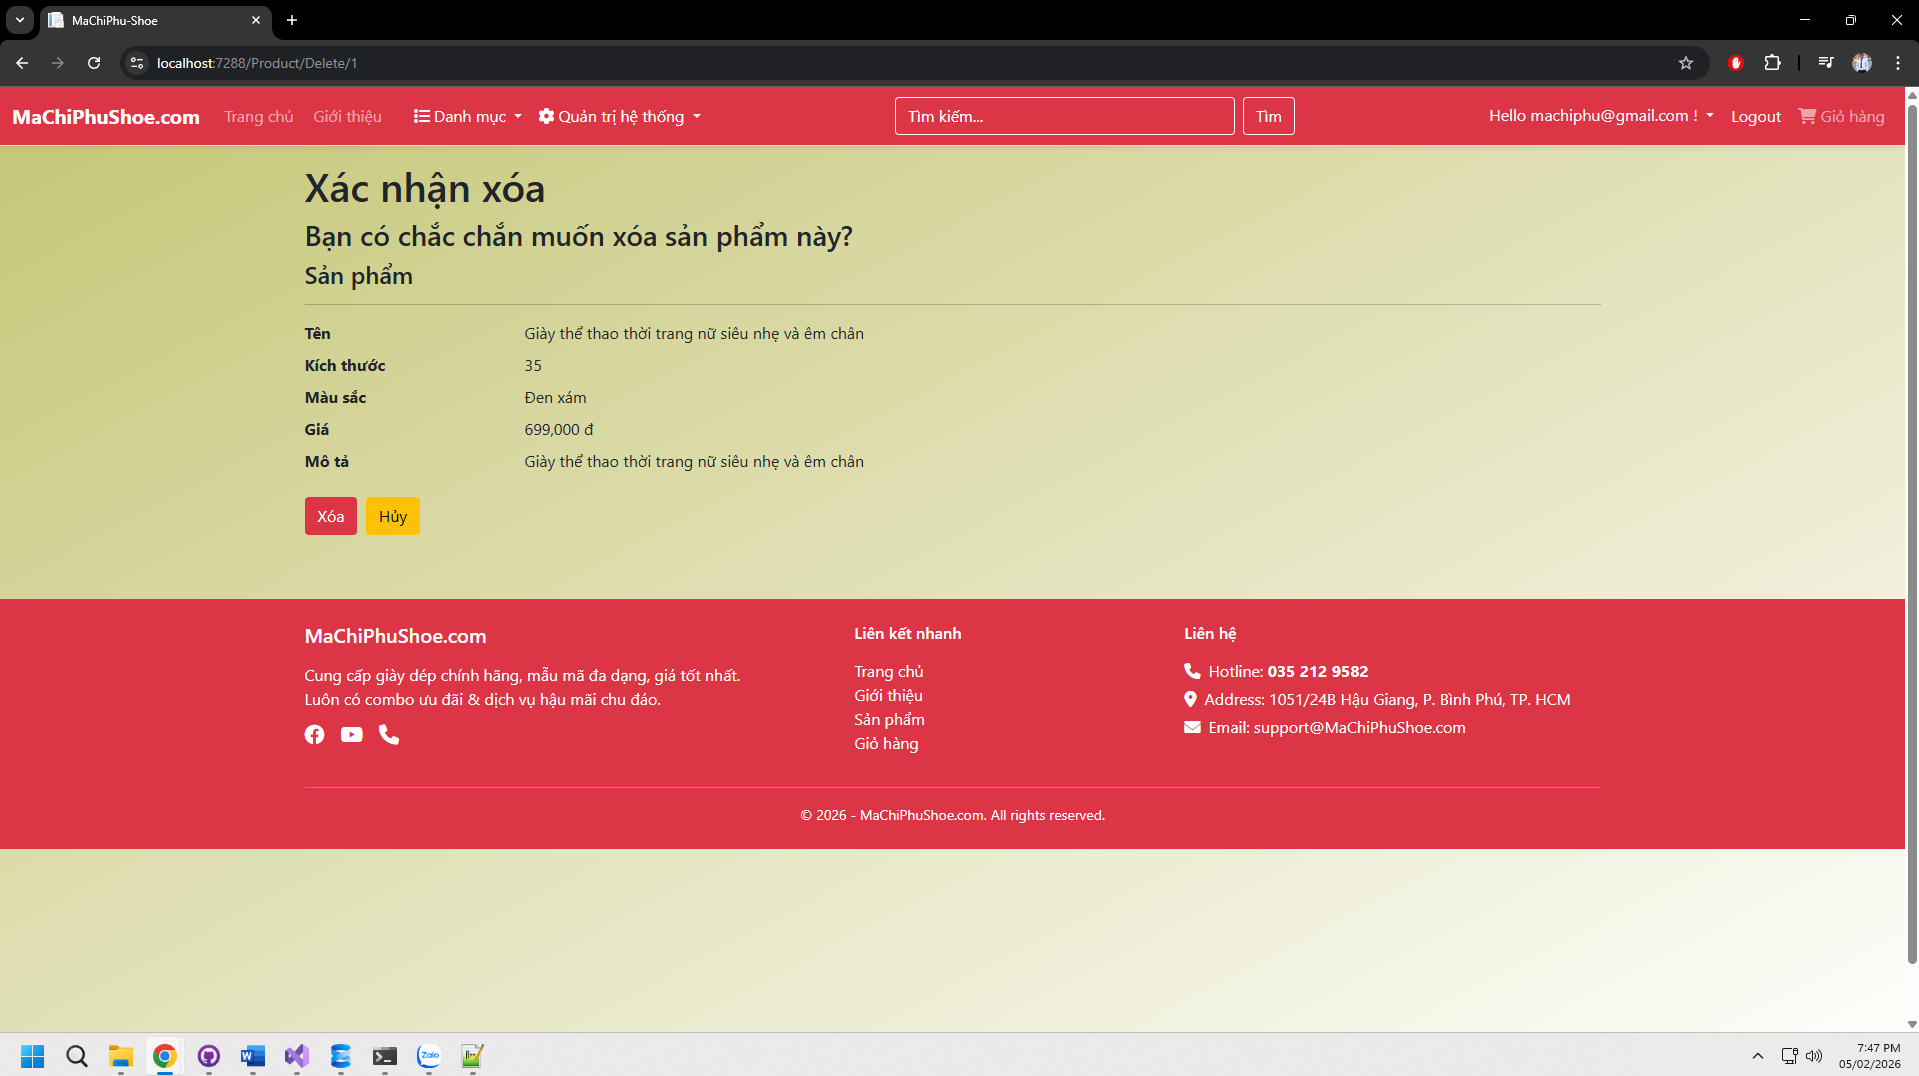 MaChiPhu-Shoe
localhost:7288/Product/Delete/1
MaChiPhuShoe.com Trang chủ Giới thiệu Danh mục Quản trị hệ thống Tìm kiếm... Tìm Hello machiphu@gmail.com ! Logout Giỏ hàng
Xác nhận xóa
Bạn có chắc chắn muốn xóa sản phẩm này?
Sản phẩm
Tên Giày thể thao thời trang nữ siêu nhẹ và êm chân
Kích thước 35
Màu sắc Đen xám
Giá 699,000 đ
Mô tả Giày thể thao thời trang nữ siêu nhẹ và êm chân
Xóa Hủy
MaChiPhuShoe.com
Cung cấp giày dép chính hãng, mẫu mã đa dạng, giá tốt nhất.
Luôn có combo ưu đãi & dịch vụ hậu mãi chu đáo.
Liên kết nhanh
Trang chủ
Giới thiệu
Sản phẩm
Giỏ hàng
Liên hệ
Hotline: 035 212 9582
Address: 1051/24B Hậu Giang, P. Bình Phú, TP. HCM
Email: support@MaChiPhuShoe.com
© 2026 - MaChiPhuShoe.com. All rights reserved.
Zalo
7:47 PM
05/02/2026